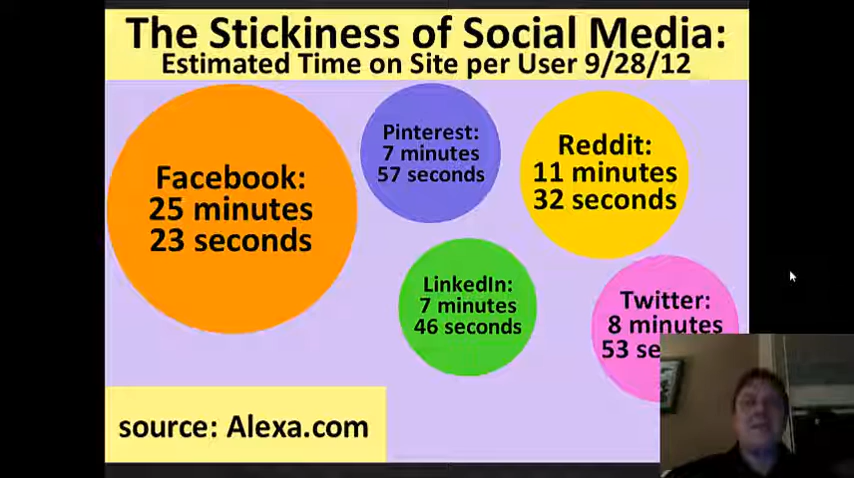 The Stickiness of Social Media:
Estimated Time on Site per User 9/28/12
Facebook:
25 minutes
23 seconds
Pinterest:
7 minutes
57 seconds
Reddit:
11 minutes
32 seconds
LinkedIn:
7 minutes
46 seconds
Twitter:
8 minutes
53
source: Alexa.com